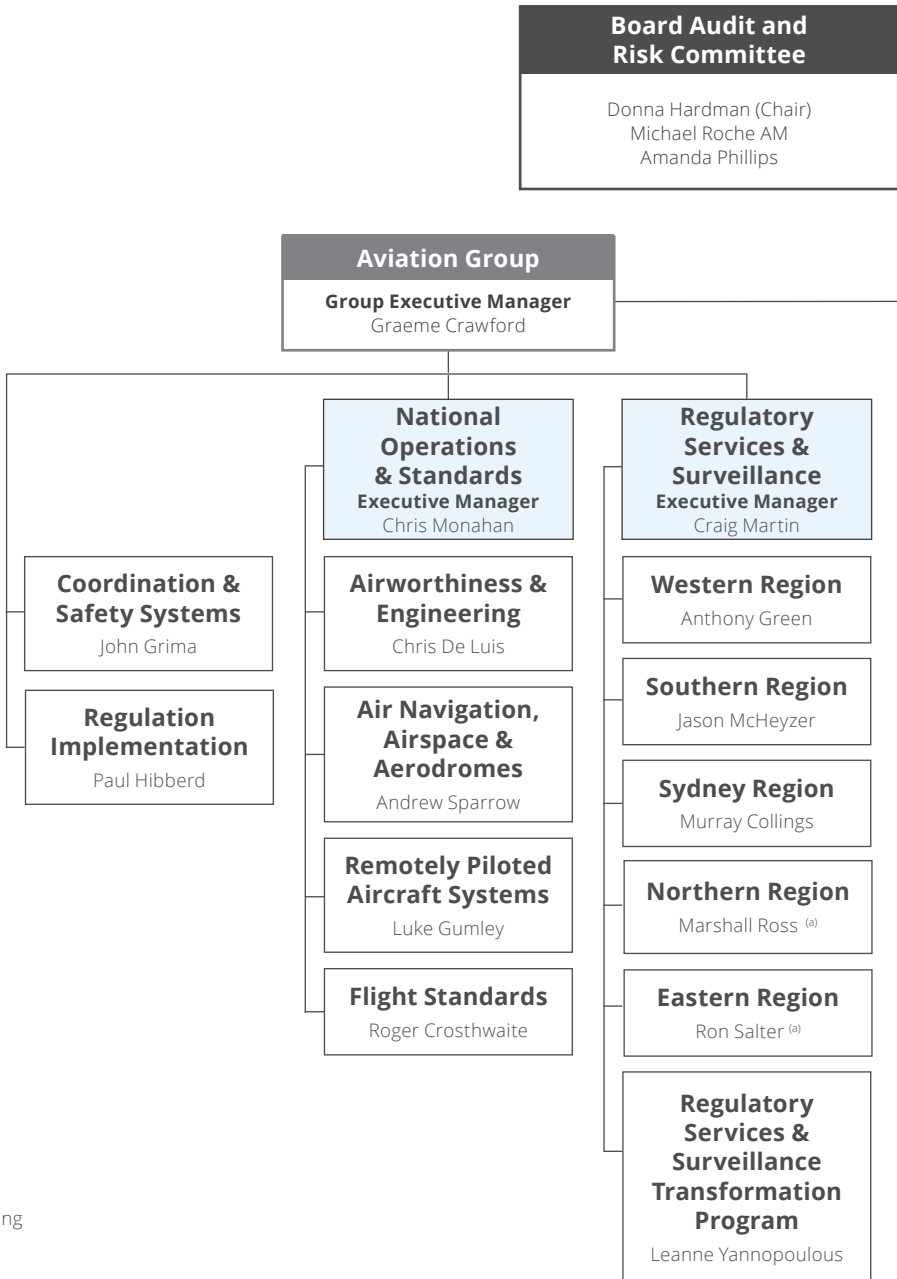 Board Audit and
Risk Committee
Donna Hardman (Chair)
Michael Roche AM
Amanda Phillips
Aviation Group
Group Executive Manager
Graeme Crawford
National
Operations
& Standards
Executive Manager
Chris Monahan
Regulatory
Services &
Surveillance
Executive Manager
Craig Martin
Coordination &
Safety Systems
John Grima
Regulation
Implementation
Paul Hibberd
Airworthiness &
Engineering
Chris De Luis
Air Navigation,
Airspace &
Aerodromes
Andrew Sparrow
Remotely Piloted
Aircraft Systems
Luke Gumley
Flight Standards
Roger Crosthwaite
Western Region
Anthony Green
Southern Region
Jason McHeyzer
Sydney Region
Murray Collings
Northern Region
Marshall Ross (a)
Eastern Region
Ron Salter (a)
Regulatory
Services &
Surveillance
Transformation
Program
Leanne Yannopoulous
ng